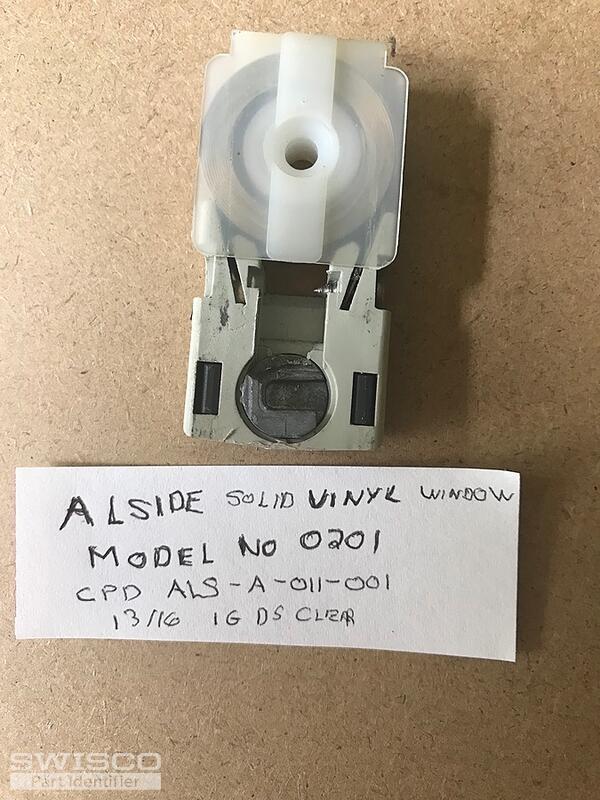 ALSIDE SOLID VINYL WINDOW
MODEL NO 0201
CPD ALS-A-011-001
13/16 IG DS CLEAR
SWISCO
Part Identifier